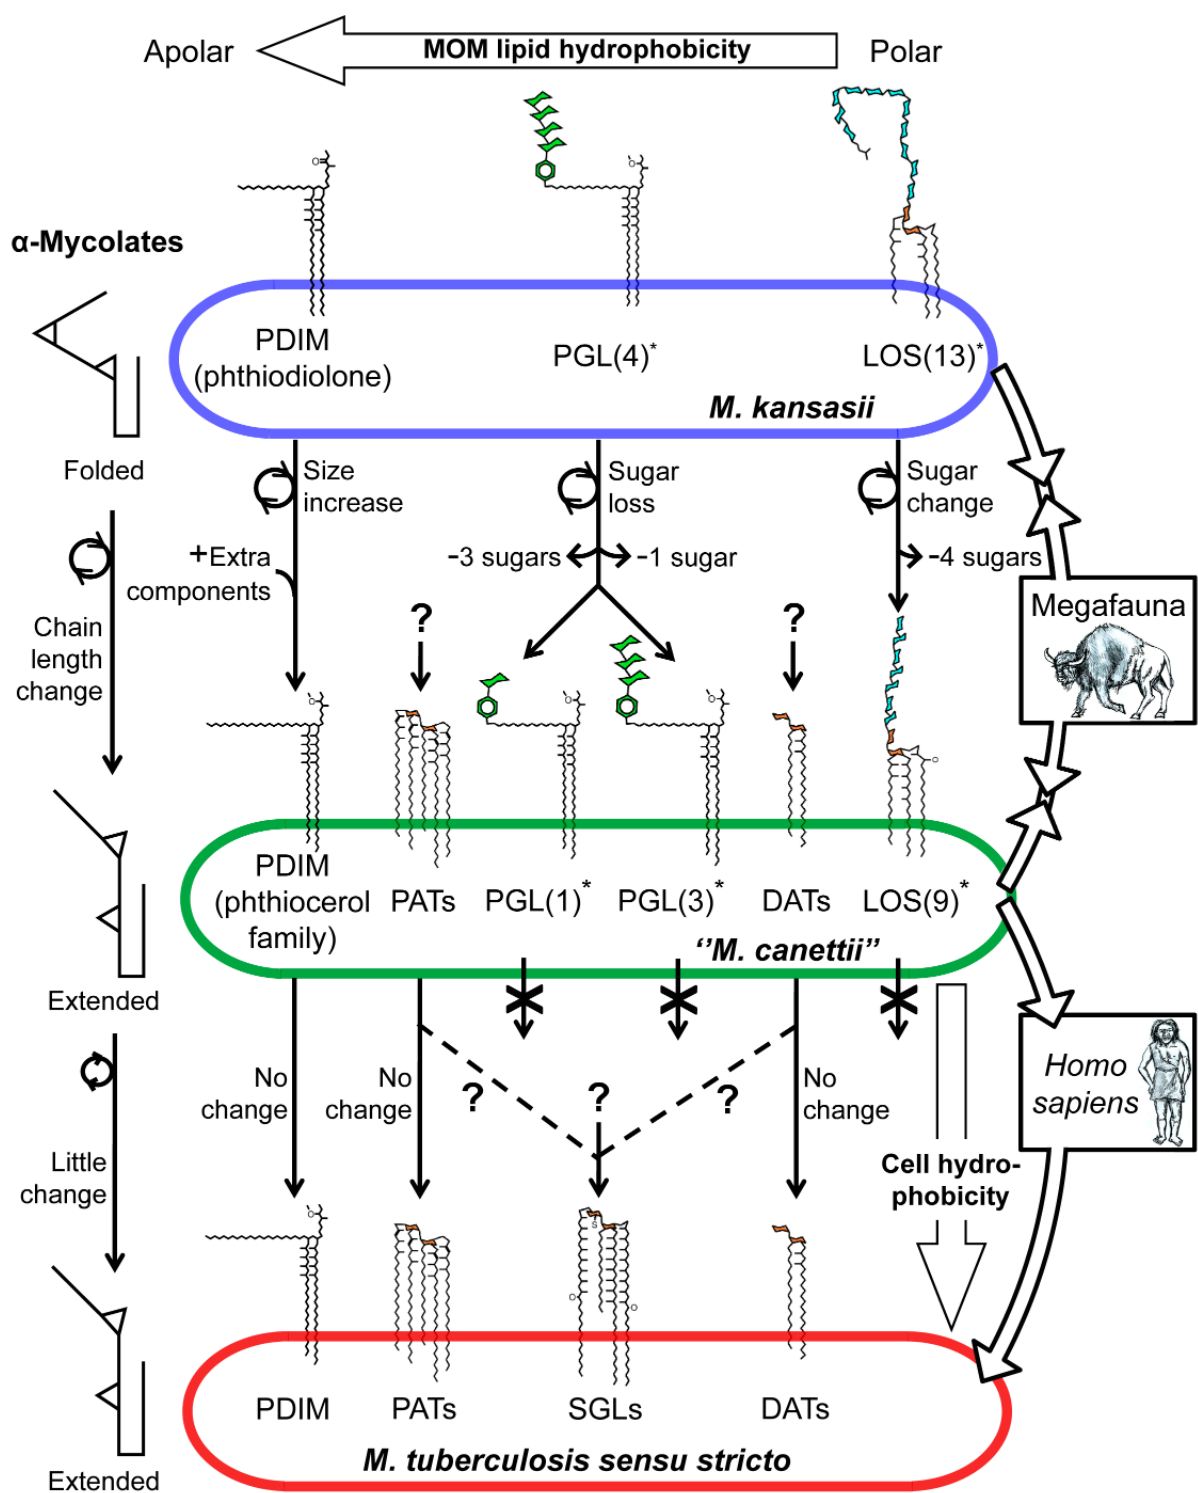 Apolar
MOM lipid hydrophobicity
Polar
O
O
α-Mycolates
PDIM
(phthiodiolone)
PGL(4)*
LOS(13)*
M. kansasii
Folded
Size
increase
Sugar
loss
Sugar
change
+Extra
components
-3 sugars
-1 sugar
-4 sugars
Chain
length
change
?
?
Megafauna
O
O
O
O
PDIM
(phthiocerol
family)
PATs
PGL(1)*
PGL(3)*
DATs
LOS(9)*
‘’M. canettii’’
Extended
No
change
No
change
?
?
?
No
change
Homo
sapiens
Little
change
Cell hydro-
phobicity
O
S
O
O
PDIM
PATs
SGLs
DATs
M. tuberculosis sensu stricto
Extended